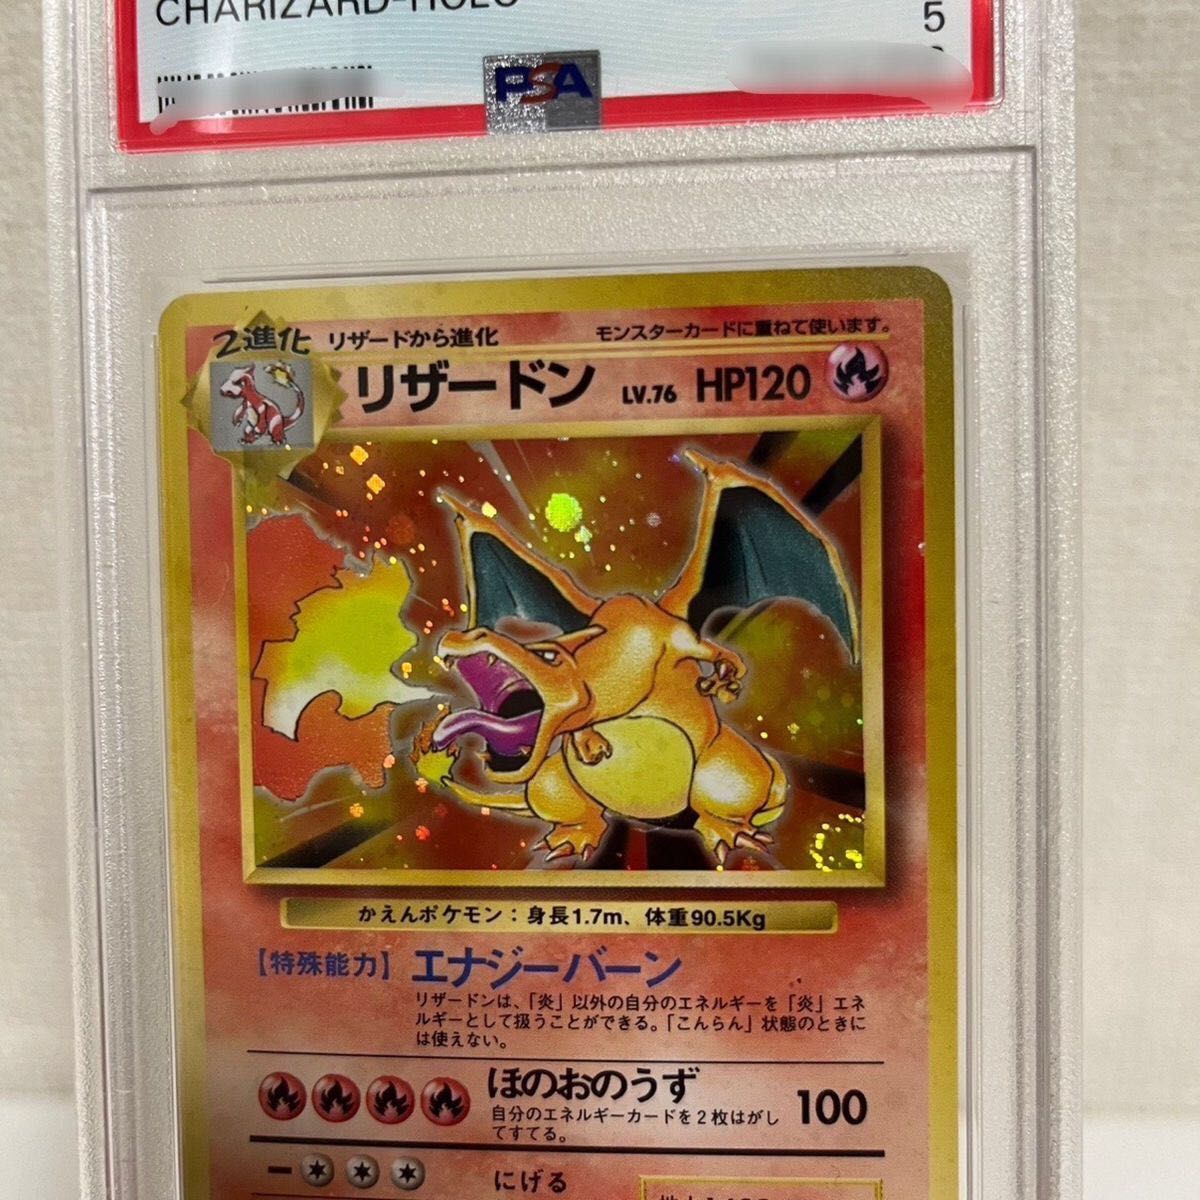 CHARIZARD-HOLO
5
PSA
2進化
リザードから進化
モンスターカードに重ねて使います。
リザードン LV.76 HP120
かえんポケモン：身長1.7m、体重90.5Kg
【特殊能力】エナジーバーン
リザードンは、「炎」以外の自分のエネルギーを「炎」エネ
ルギーとして扱うことができる。「こんらん」状態のときに
は使えない。
ほのおのうず 100
自分のエネルギーカードを2枚はがし
てすてる。
にげる